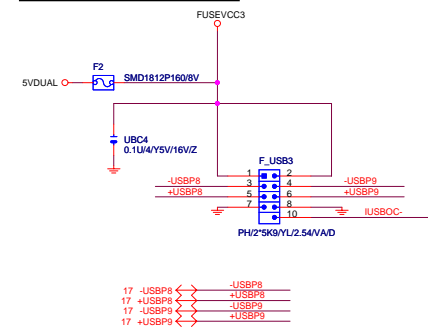 FUSEVCC3
F2
5VDUAL
SMD1812P160/8V
UBC4
0.1U/4/Y5V/16V/Z
F_USB3
1 2
-USBP8 3 4 -USBP9
+USBP8 5 6 +USBP9
7 8
10 IUSBOC-
PH/2*5K9/YL/2.54/VA/D
17 -USBP8 -USBP8
17 +USBP8 +USBP8
17 -USBP9 -USBP9
17 +USBP9 +USBP9